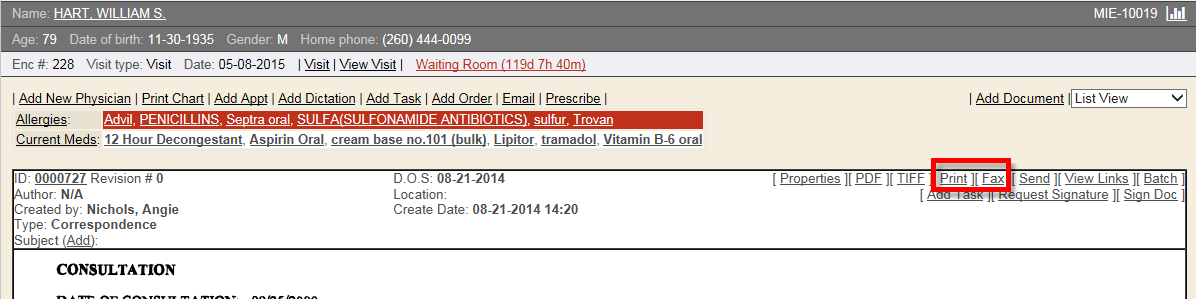 Name: HART, WILLIAM S. MIE-10019
Age: 79 Date of birth: 11-30-1935 Gender: M Home phone: (260) 444-0099
Enc #: 228 Visit type: Visit Date: 05-08-2015 | Visit | View Visit | Waiting Room (119d 7h 40m)
| Add New Physician | Print Chart | Add Appt | Add Dictation | Add Task | Add Order | Email | Prescribe | | Add Document | List View
Allergies: Advil, PENICILLINS, Septra oral, SULFA(SULFONAMIDE ANTIBIOTICS), sulfur, Trovan
Current Meds: 12 Hour Decongestant, Aspirin Oral, cream base no.101 (bulk), Lipitor, tramadol, Vitamin B-6 oral
ID: 0000727 Revision # 0 D.O.S: 08-21-2014 [ Properties ][ PDF ][ TIFF ][ Print ][ Fax ][ Send ][ View Links ][ Batch ]
Author: N/A Location: [ Add Task ][ Request Signature ][ Sign Doc ]
Created by: Nichols, Angie Create Date: 08-21-2014 14:20
Type: Correspondence
Subject (Add):
CONSULTATION
DATE OF CONSULTATION: